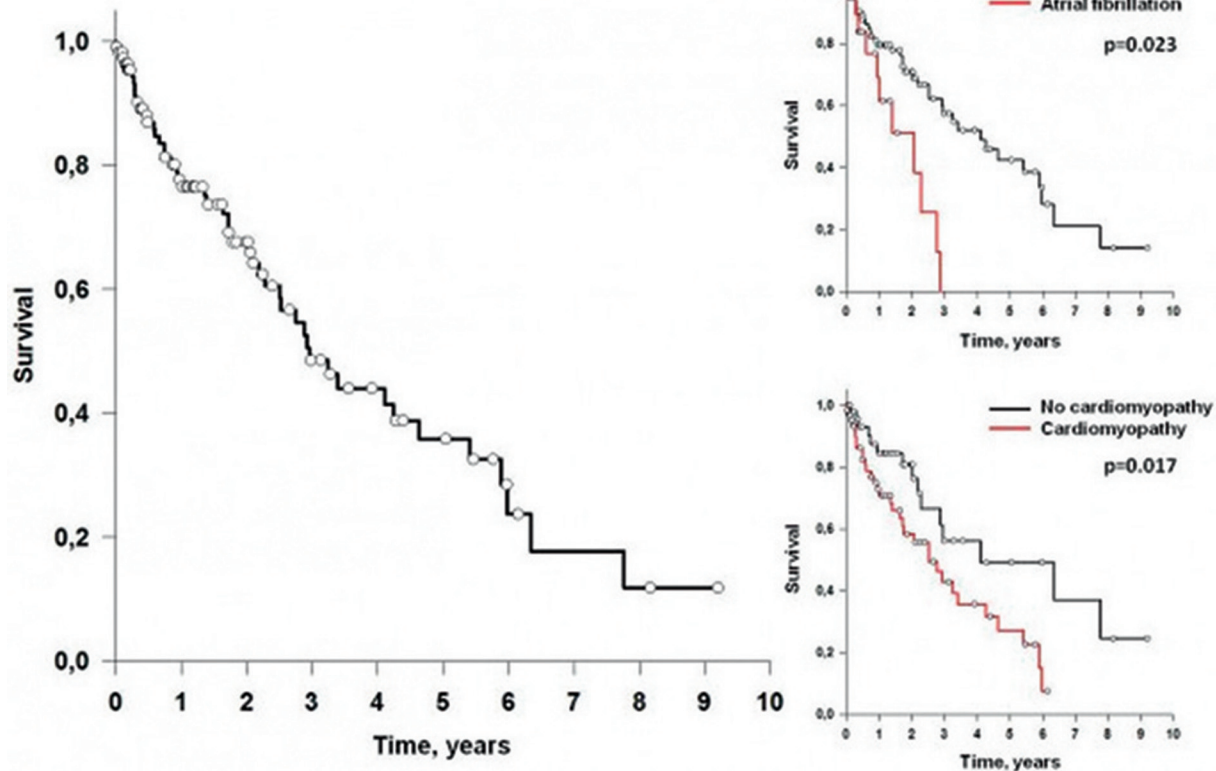 1,0
0,8
0,6
0,4
0,2
0,0
Survival
0 1 2 3 4 5 6 7 8 9 10
Time, years
Atrial fibrillation
p=0.023
0,8
0,6
0,4
0,2
0,0
Survival
0 1 2 3 4 5 6 7 8 9 10
Time, years
No cardiomyopathy
Cardiomyopathy
p=0.017
1,0
0,8
0,6
0,4
0,2
0,0
Survival
0 1 2 3 4 5 6 7 8 9 10
Time, years